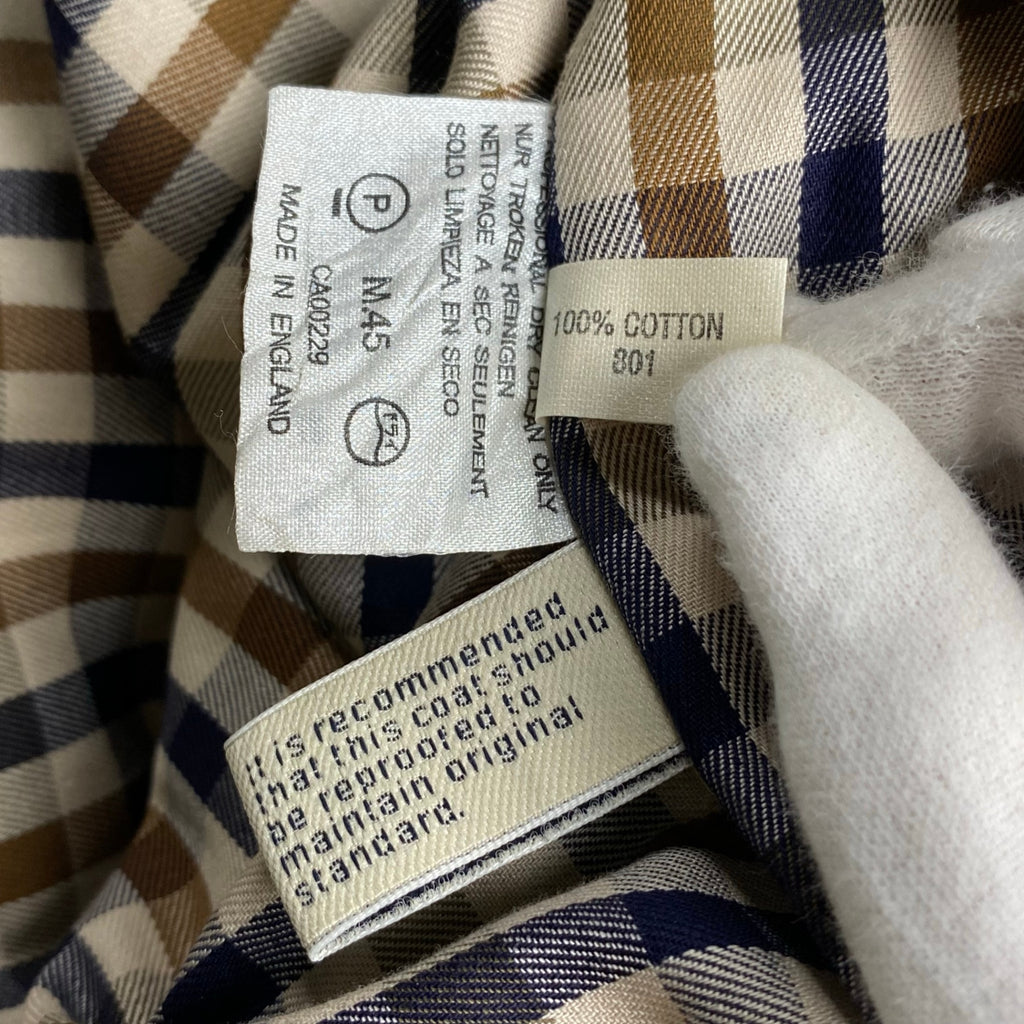 PROFESSIONAL DRY CLEAN ONLY
NUR TROKEN REINIGEN
NETTOYAGE A SEC SEULEMENT
SOLO LIMPIEZA EN SECO
P N.45
CA00229
MADE IN ENGLAND
100% COTTON
801
it is recommended
that this coat should
be reproofed to
maintain original
standard.